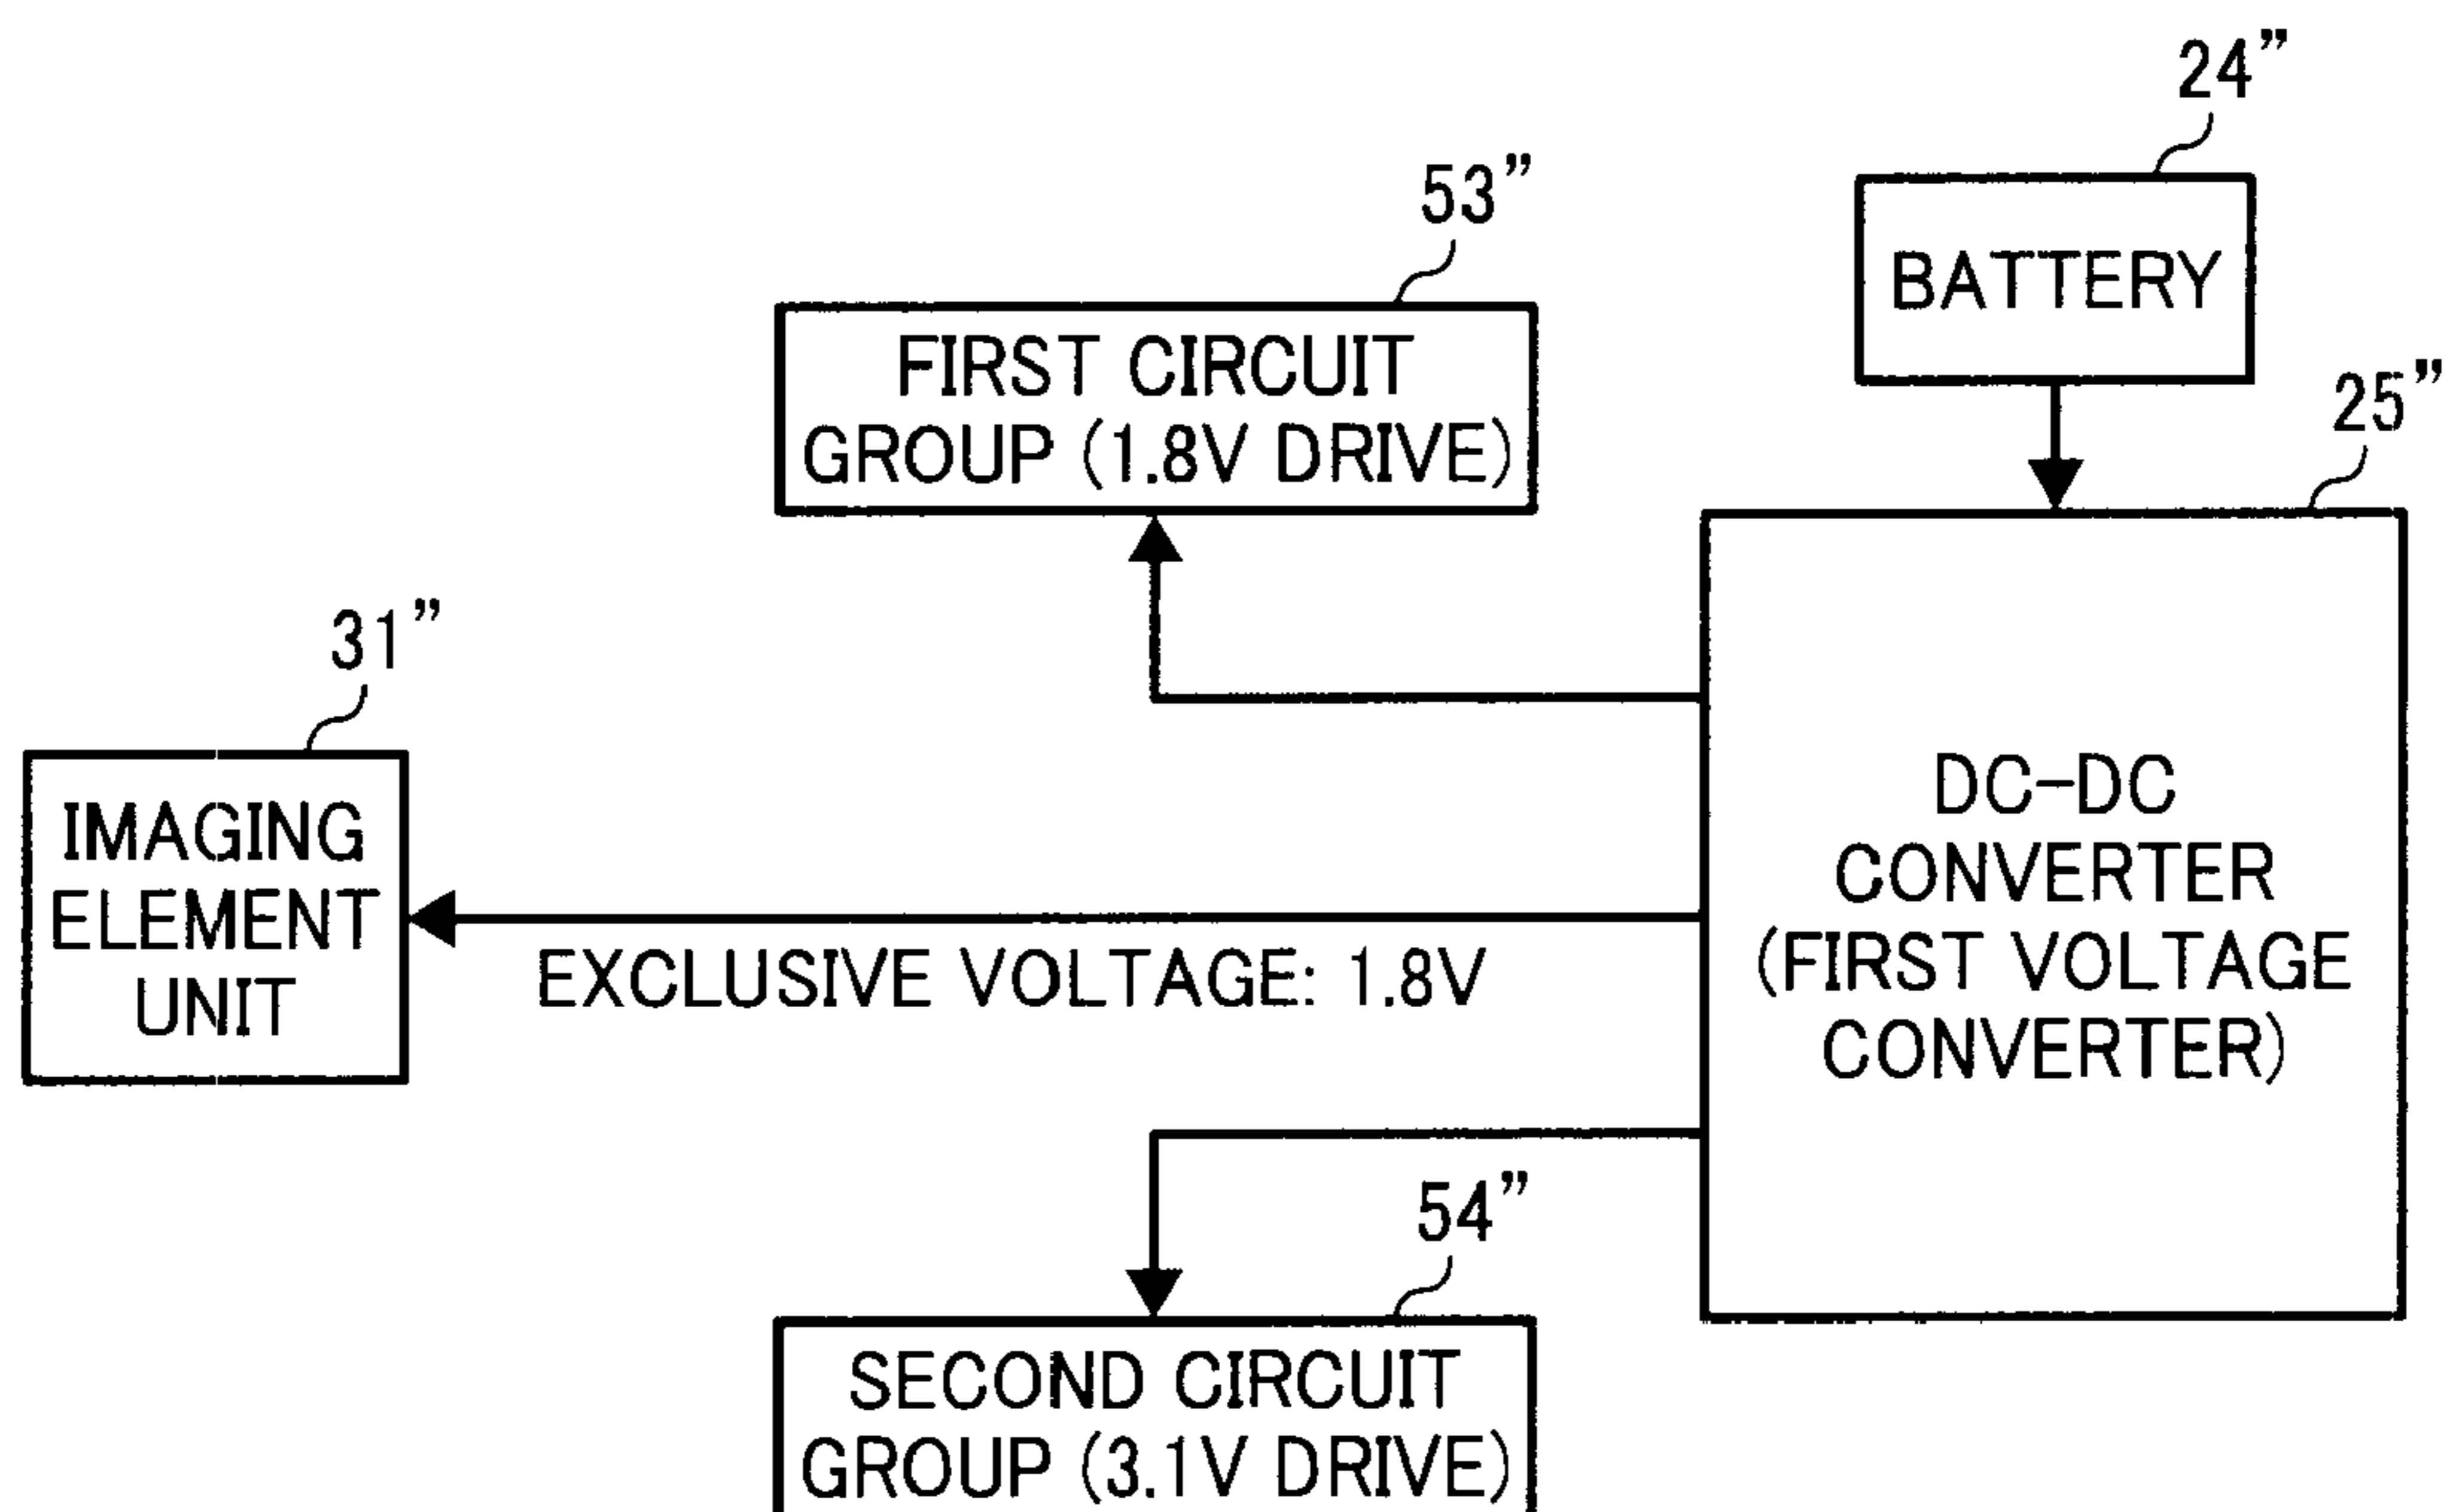 24”
BATTERY
53”
FIRST CIRCUIT
GROUP (1.8V DRIVE)
25”
DC-DC
CONVERTER
(FIRST VOLTAGE
CONVERTER)
31”
IMAGING
ELEMENT
UNIT
EXCLUSIVE VOLTAGE: 1.8V
54”
SECOND CIRCUIT
GROUP (3.1V DRIVE)